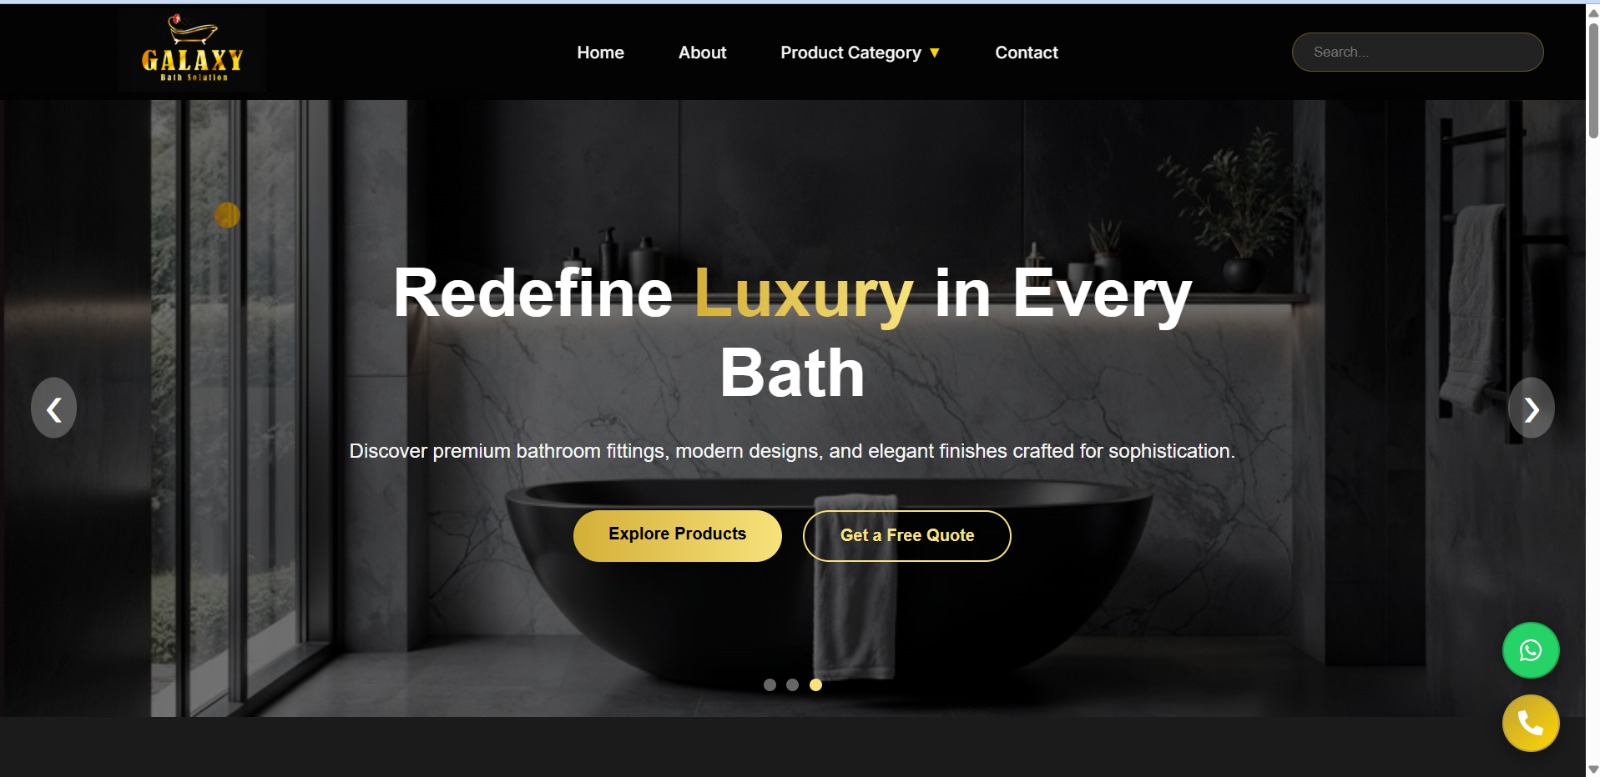 GALAXY
Bath Solution
Home About Product Category ▼ Contact
Search...
Redefine Luxury in Every
Bath
Discover premium bathroom fittings, modern designs, and elegant finishes crafted for sophistication.
Explore Products Get a Free Quote